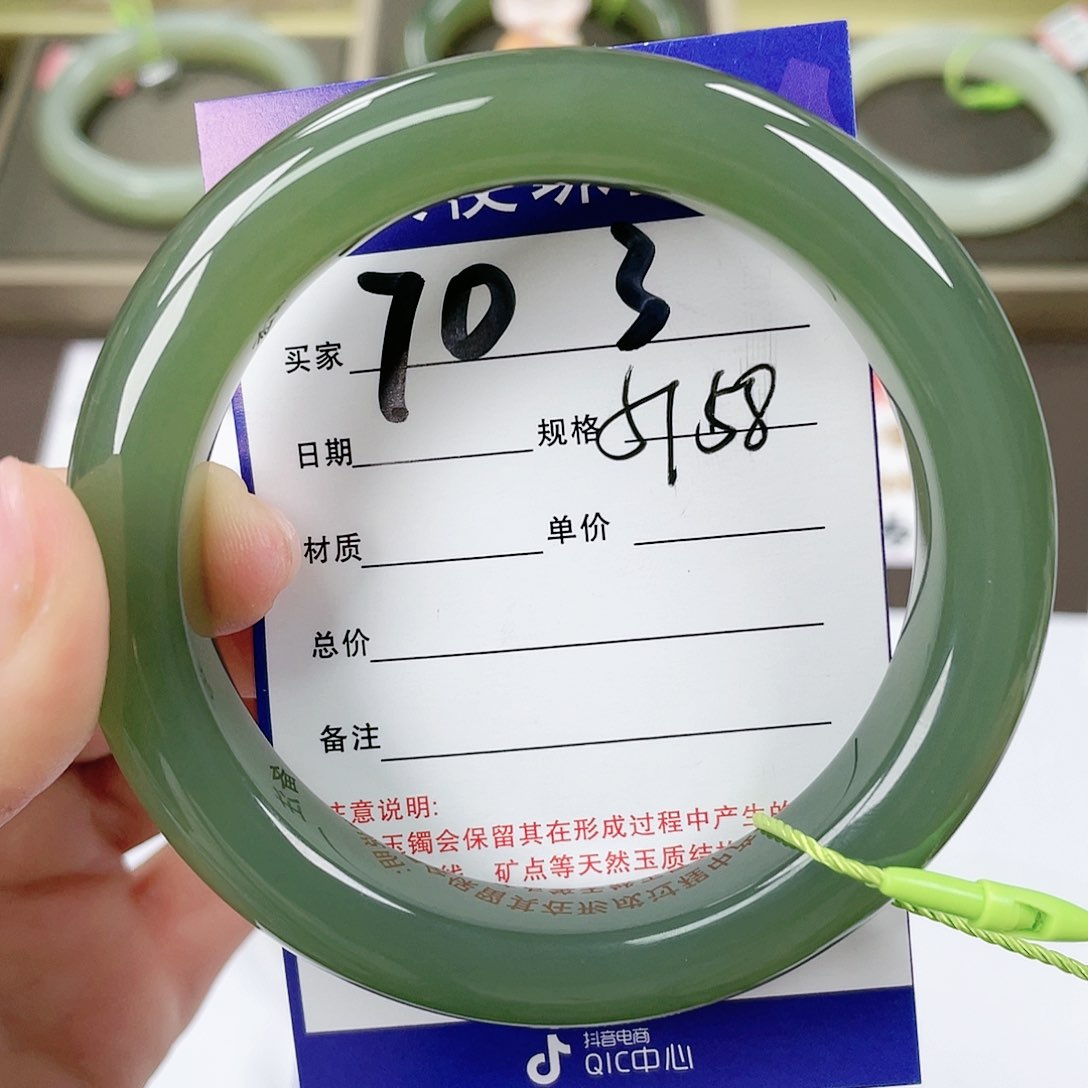 70 3
买家
日期 规格 58
材质 单价
总价
备注
注意说明:
玉镯会保留其在形成过程中产生的
矿点等天然玉质结构
抖音电商
QIC中心